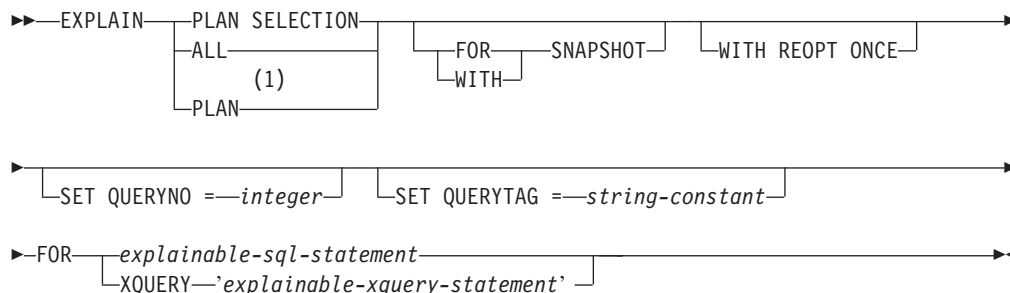 EXPLAIN PLAN SELECTION
ALL FOR SNAPSHOT WITH REOPT ONCE
(1) WITH
PLAN
SET QUERYNO = integer SET QUERYTAG = string-constant
FOR explainable-sql-statement
XQUERY 'explainable-xquery-statement'